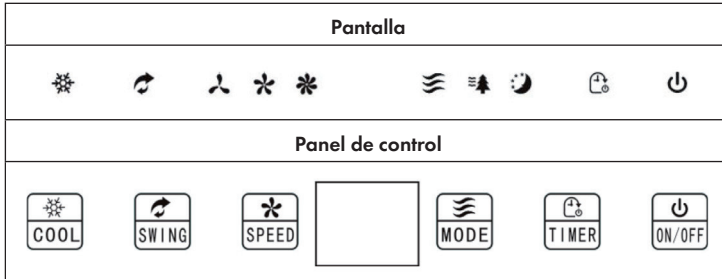 Pantalla
Panel de control
COOL SWING SPEED MODE TIMER ON/OFF